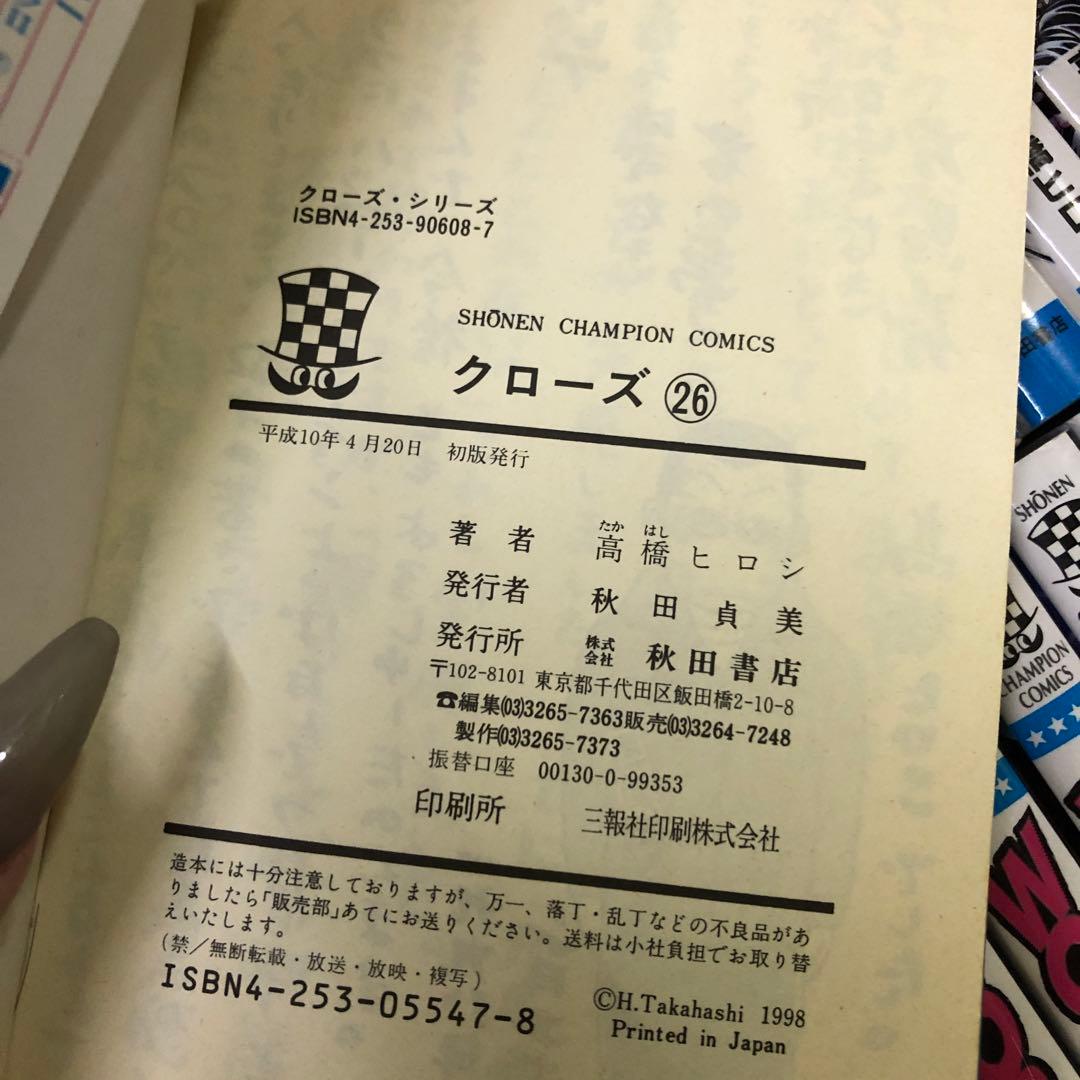 クローズ・シリーズ
ISBN4-253-90608-7
SHŌNEN CHAMPION COMICS
クローズ 26
平成10年4月20日 初版発行
著者 高橋ヒロシ
たか はし
発行者 秋田貞美
発行所 株式会社 秋田書店
〒102-8101 東京都千代田区飯田橋2-10-8
☎編集(03)3265-7363販売(03)3264-7248
製作(03)3265-7373
振替口座 00130-0-99353
印刷所 三報社印刷株式会社
造本には十分注意しておりますが、万一、落丁・乱丁などの不良品があ
りましたら「販売部」あてにお送りください。送料は小社負担でお取り替
えいたします。
(禁/無断転載・放送・放映・複写)
ISBN4-253-05547-8
©H.Takahashi 1998
Printed in Japan
田書店
SHŌNEN
CHAMPION
COMICS